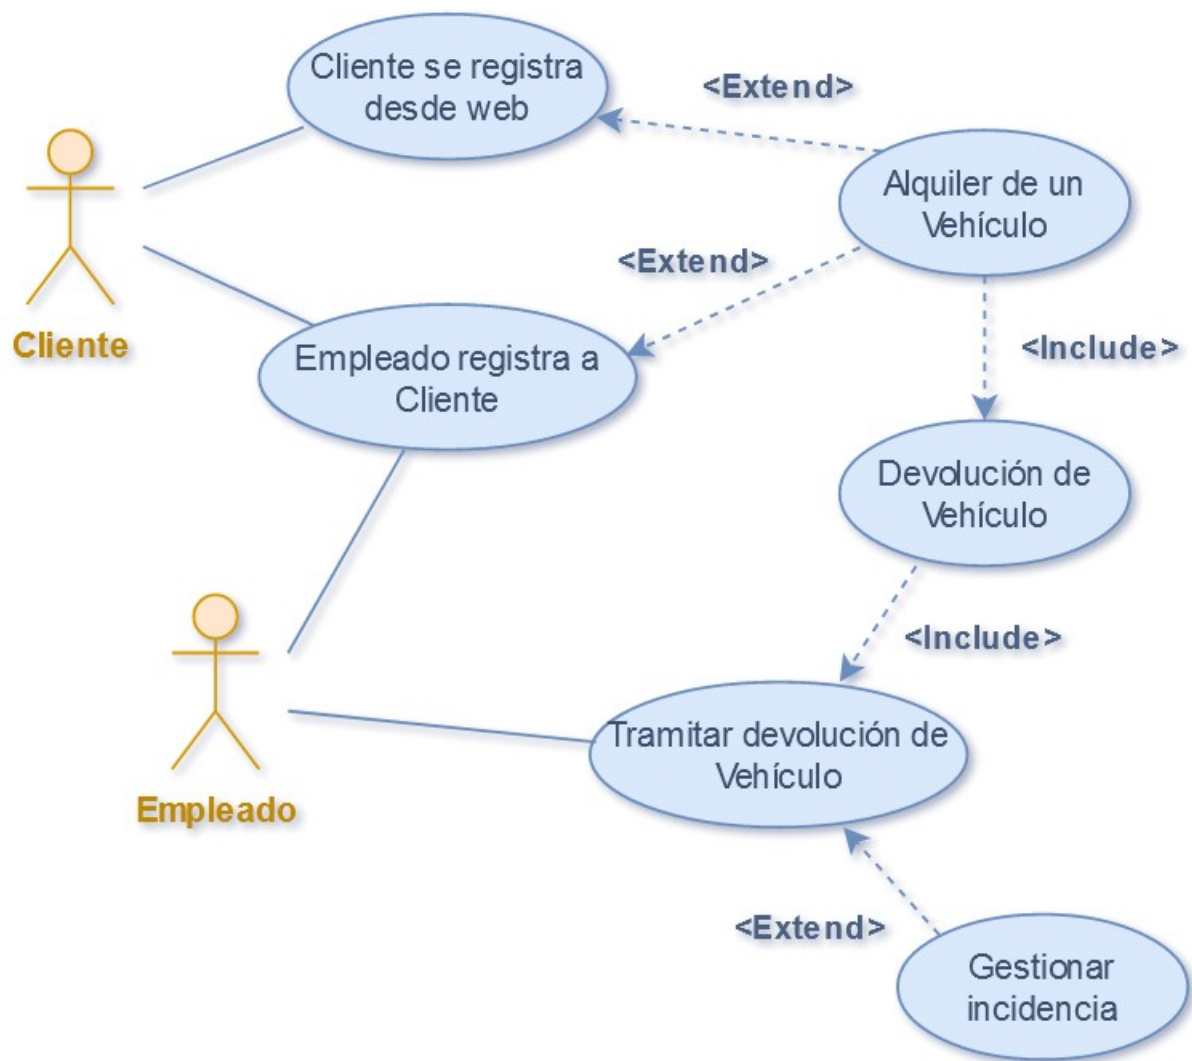 Cliente se registra
desde web
<Extend>
Alquiler de un
Vehículo
<Extend>
Cliente
Empleado registra a
Cliente
<Include>
Devolución de
Vehículo
<Include>
Tramitar devolución de
Vehículo
Empleado
<Extend>
Gestionar
incidencia